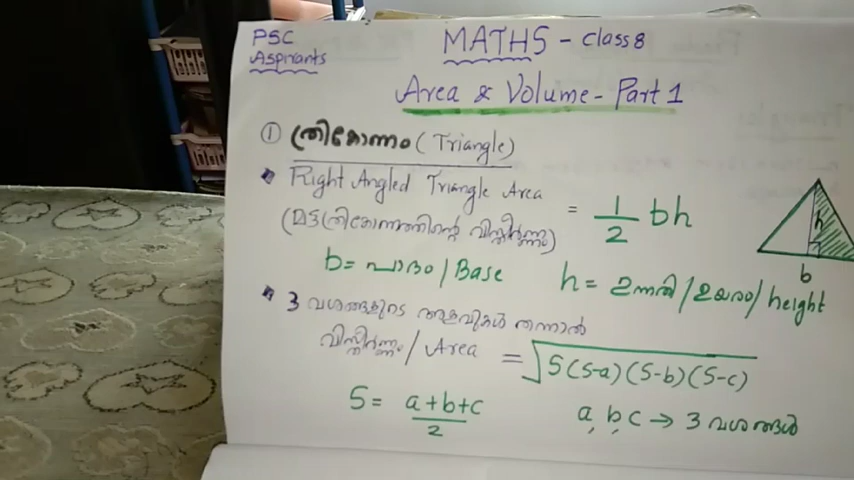 PSC
Aspirants
MATHS - class 8
Area & Volume - Part 1
① ത്രികോണം (Triangle)
Right Angled Triangle Area
(മട്ടത്രികോണത്തിന്റെ വിസ്തീർണ്ണം)
= 1/2 bh
h
b
b = പാദം / Base
h = ഉന്നതി / ഉയരം / height
3 വശങ്ങളുടെ അളവുകൾ തന്നാൽ
വിസ്തീർണ്ണം / Area = √S(S-a)(S-b)(S-c)
S = a+b+c/2
a, b, c → 3 വശങ്ങൾ